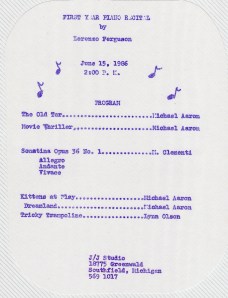 FIRST YEAR PIANO RECITAL
by
Lorenzo Ferguson
June 15, 1986
2:00 P. M.
PROGRAM
The Old Tar....................Michael Aaron
Movie Thriller,................Michael Aaron
Sonatina Opus 36 No. 1.............M. Clementi
Allegro
Andante
Vivace
Kittens at Play................Michael Aaron
Dreamland......................Michael Aaron
Tricky Trampoline..............Lynn Olson
J/J Studio
18775 Greenwald
Southfield, Michigan
569 1017